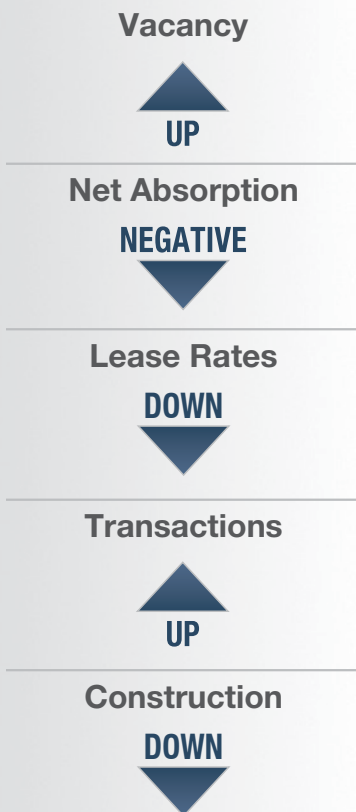 Vacancy
UP
Net Absorption
NEGATIVE
Lease Rates
DOWN
Transactions
UP
Construction
DOWN